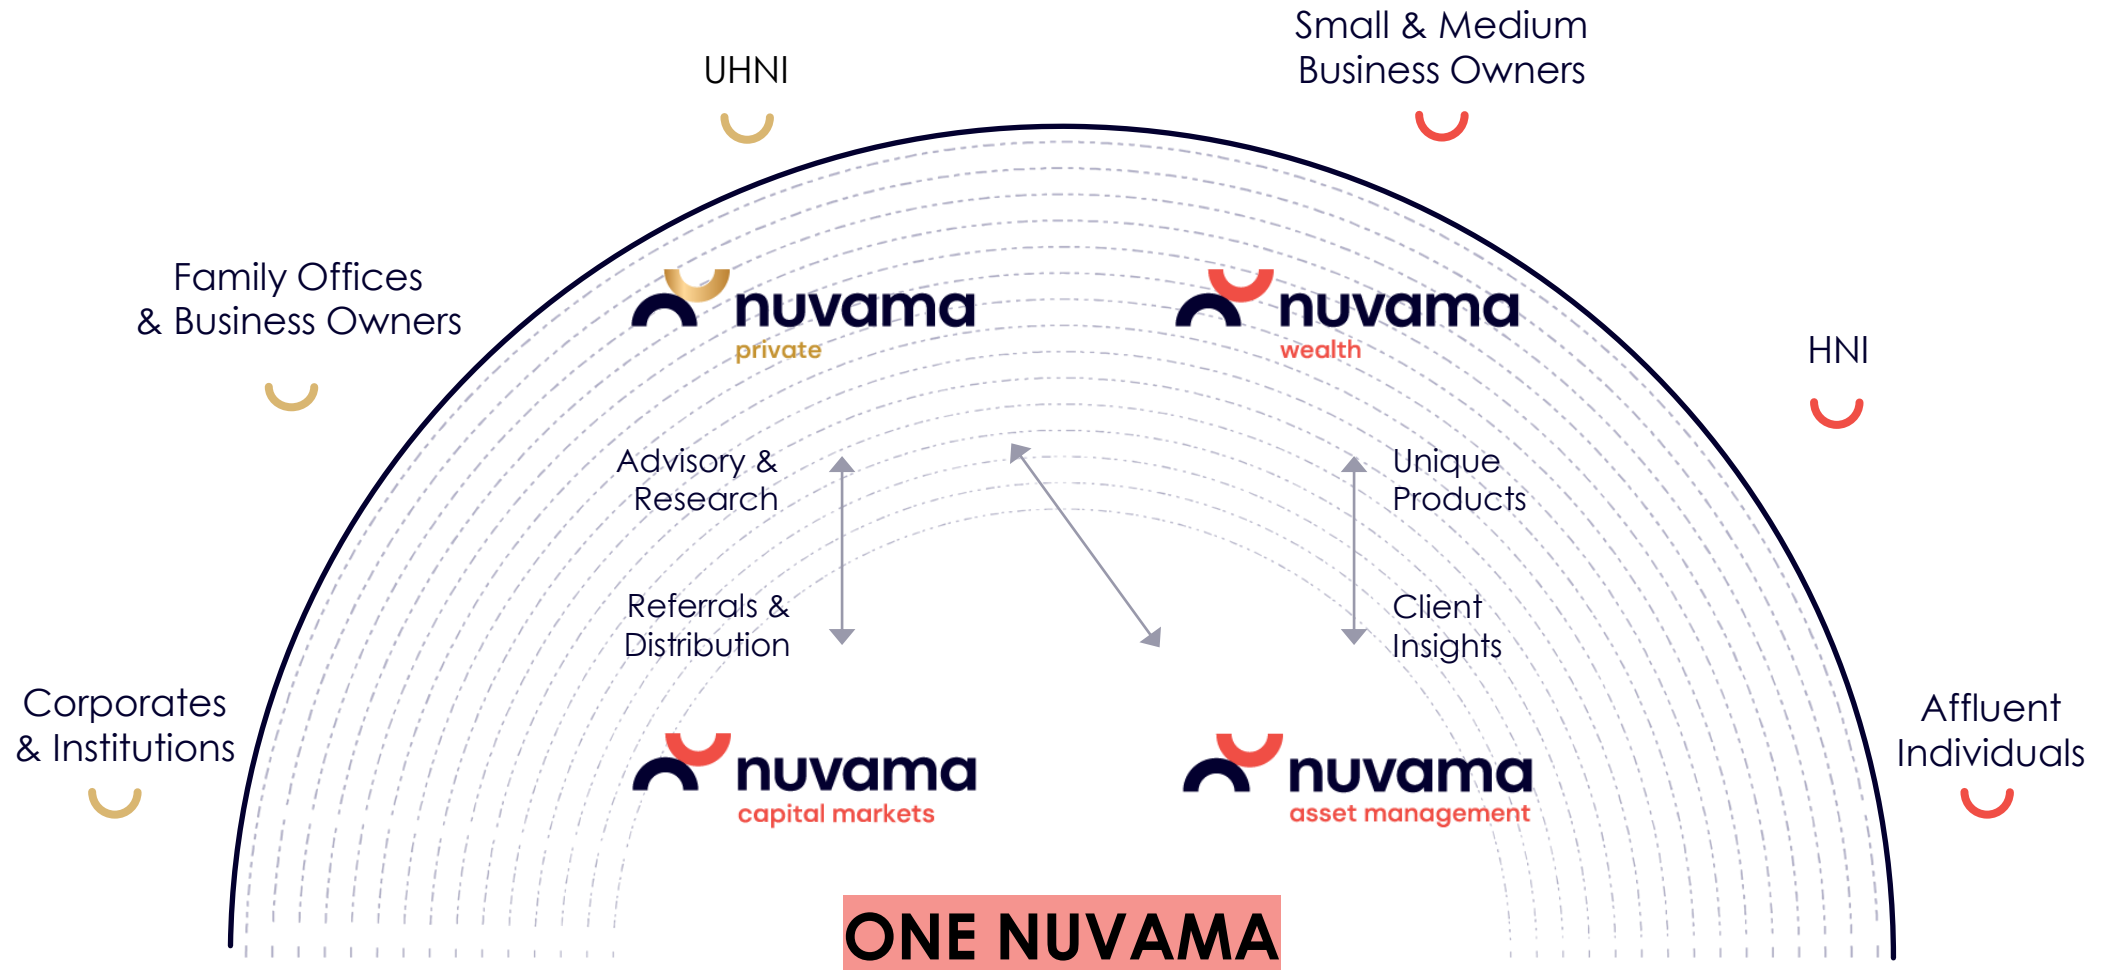 Small & Medium
Business Owners
UHNI
Family Offices
& Business Owners
nuvama
private
nuvama
wealth
HNI
Advisory &
Research
Unique
Products
Referrals &
Distribution
Client
Insights
Corporates
& Institutions
Affluent
Individuals
nuvama
capital markets
nuvama
asset management
ONE NUVAMA